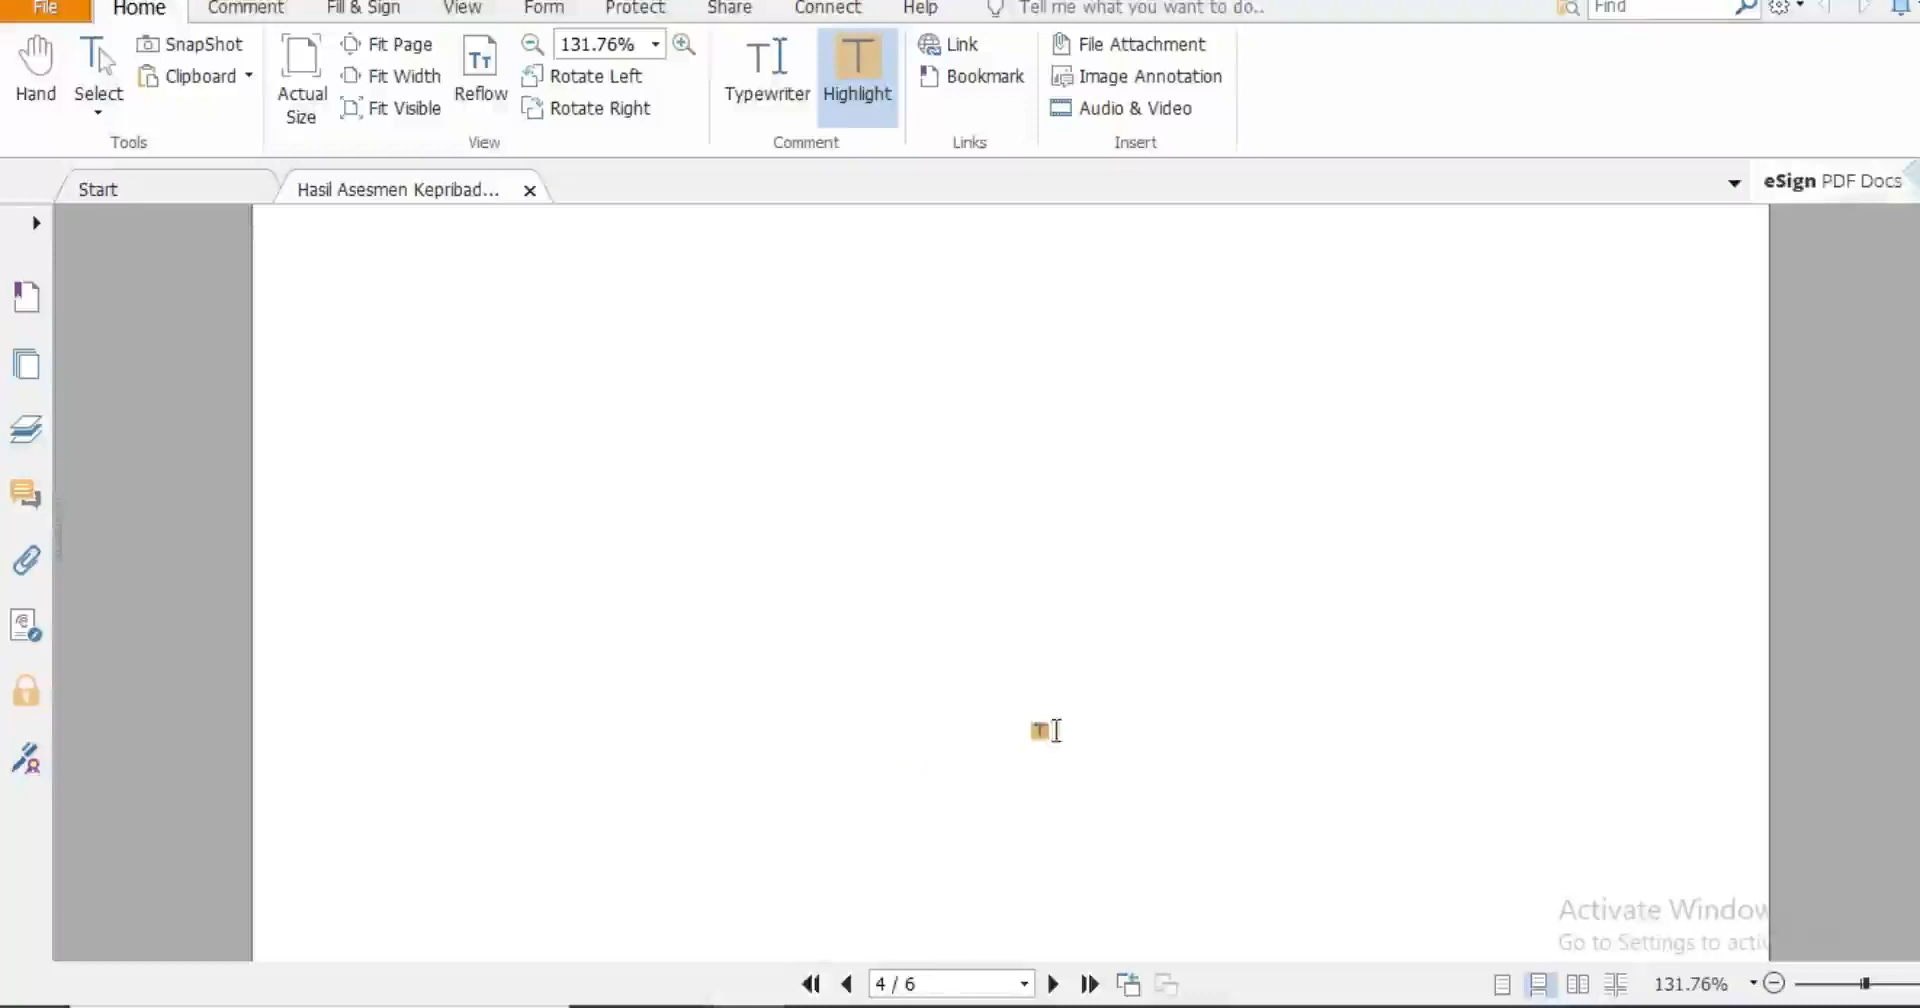 File Home Comment Fill & Sign View Form Protect Share Connect Help Tell me what you want to do.. Find
Hand
Select
SnapShot
Clipboard
Tools
Actual
Size
Fit Page
Fit Width
Fit Visible
Reflow
131.76%
Rotate Left
Rotate Right
View
Typewriter
Highlight
Comment
Link
Bookmark
Links
File Attachment
Image Annotation
Audio & Video
Insert
Start
Hasil Asesmen Kepribad...
eSign PDF Docs
Activate Window
Go to Settings to activ
4 / 6
131.76%